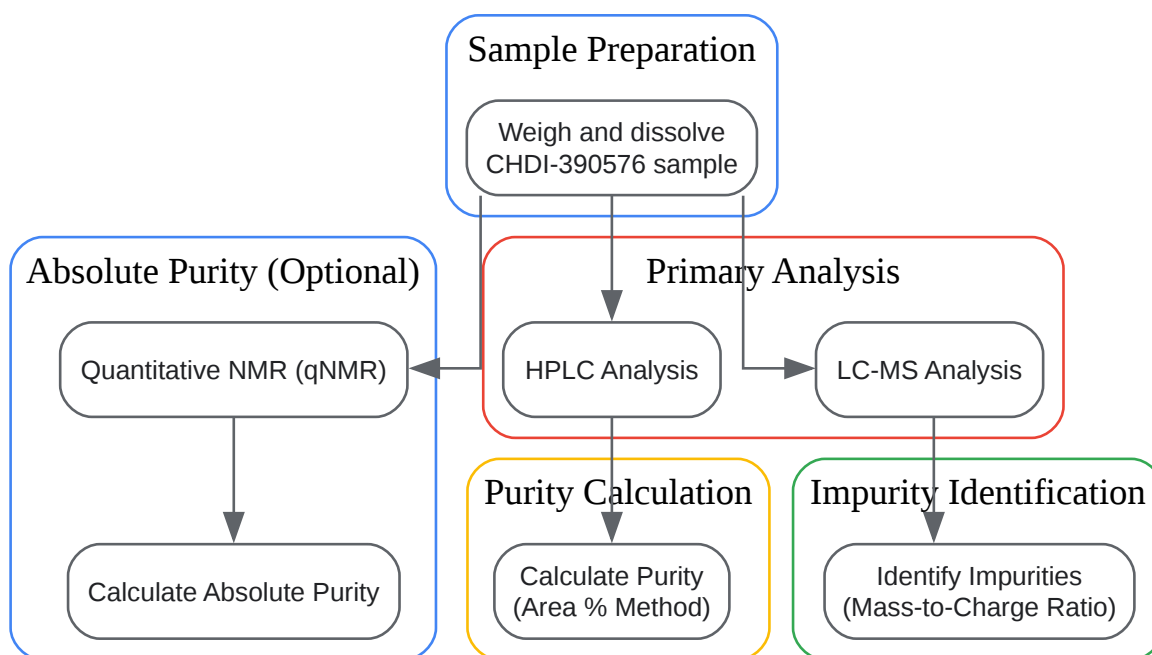 Sample Preparation
Weigh and dissolve
CHDI-390576 sample
Absolute Purity (Optional)
Primary Analysis
Quantitative NMR (qNMR)
HPLC Analysis
LC-MS Analysis
Purity Calculation
Impurity Identification
Calculate Absolute Purity
Calculate Purity
(Area % Method)
Identify Impurities
(Mass-to-Charge Ratio)